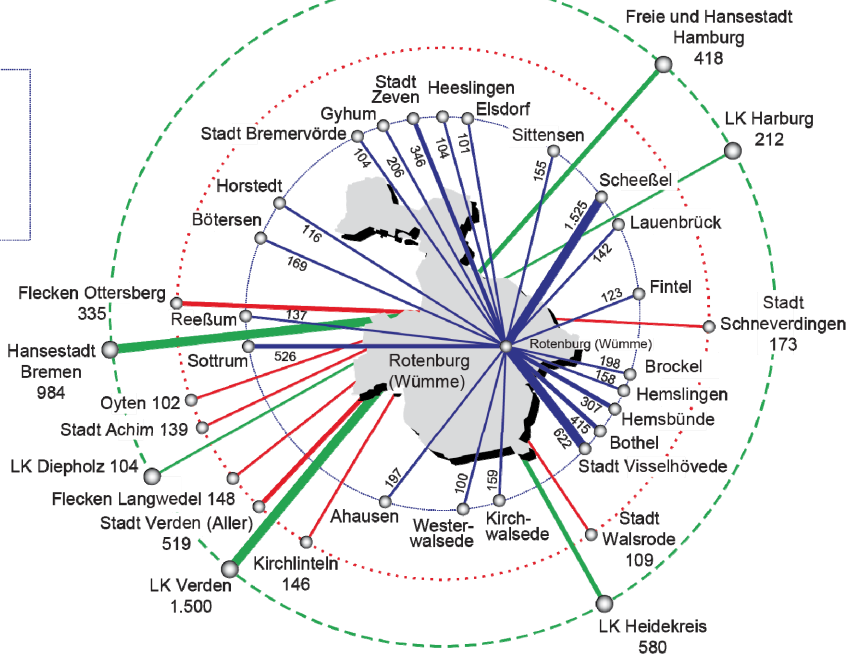 Freie und Hansestadt
Hamburg
418
LK Harburg
212
Stadt
Zeven
Heeslingen
Elsdorf
Gyhum
Stadt Bremervörde
Sittensen
Scheeßel
Lauenbrück
Fintel
Horstedt
Bötersen
104
206
346
104
101
155
1.525
142
123
116
169
137
526
Flecken Ottersberg
335
Reeßum
Hansestadt
Bremen
984
Sottrum
Stadt
Schneverdingen
173
Rotenburg (Wümme)
Rotenburg
(Wümme)
198
158
307
415
622
Brockel
Hemslingen
Hemsbünde
Bothel
Stadt Visselhövede
Oyten 102
Stadt Achim 139
LK Diepholz 104
Flecken Langwedel 148
Stadt Verden (Aller)
519
LK Verden
1.500
Kirchlinteln
146
197
100
159
Ahausen
Wester-
walsede
Kirch-
walsede
Stadt
Walsrode
109
LK Heidekreis
580